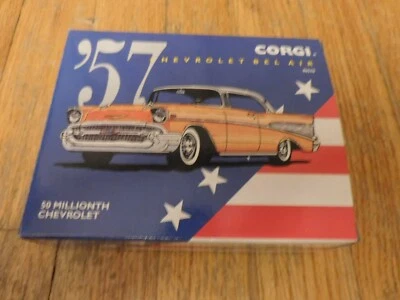 '57
CORGI
CHEVROLET BEL AIR
50 MILLIONTH
CHEVROLET